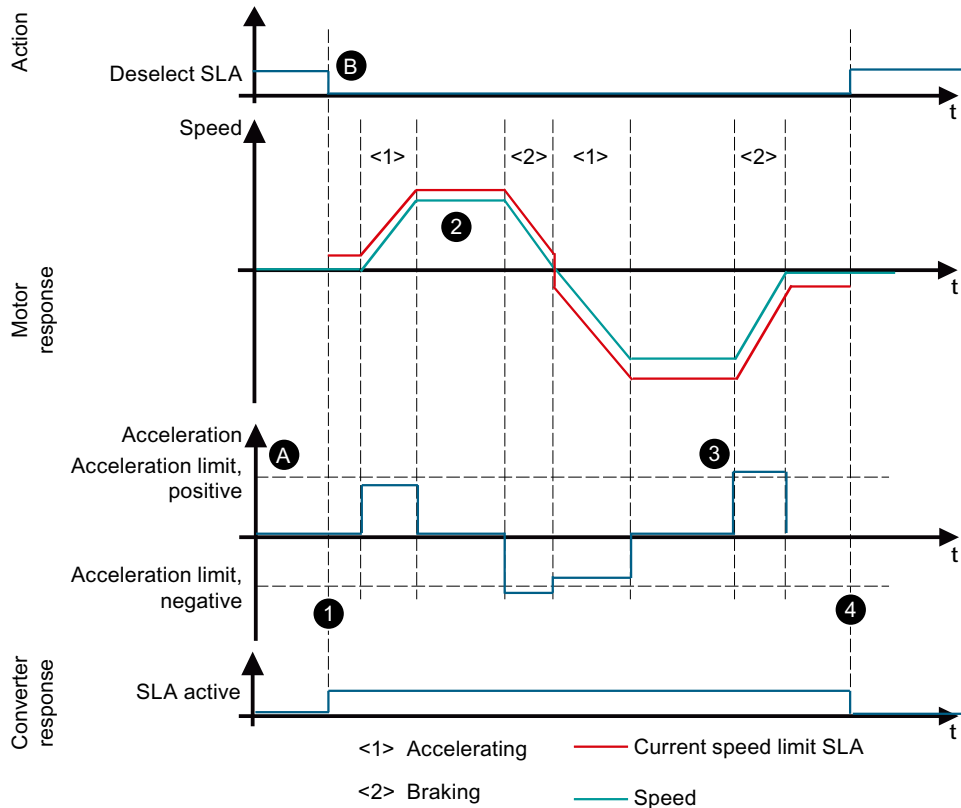 Action
Deselect SLA
B
t
Speed
<1>
<2>
<1>
<2>
2
t
Motor
response
Acceleration
A
Acceleration limit,
positive
3
t
Acceleration limit,
negative
1
4
Converter
response
SLA active
t
<1> Accelerating
Current speed limit SLA
<2> Braking
Speed